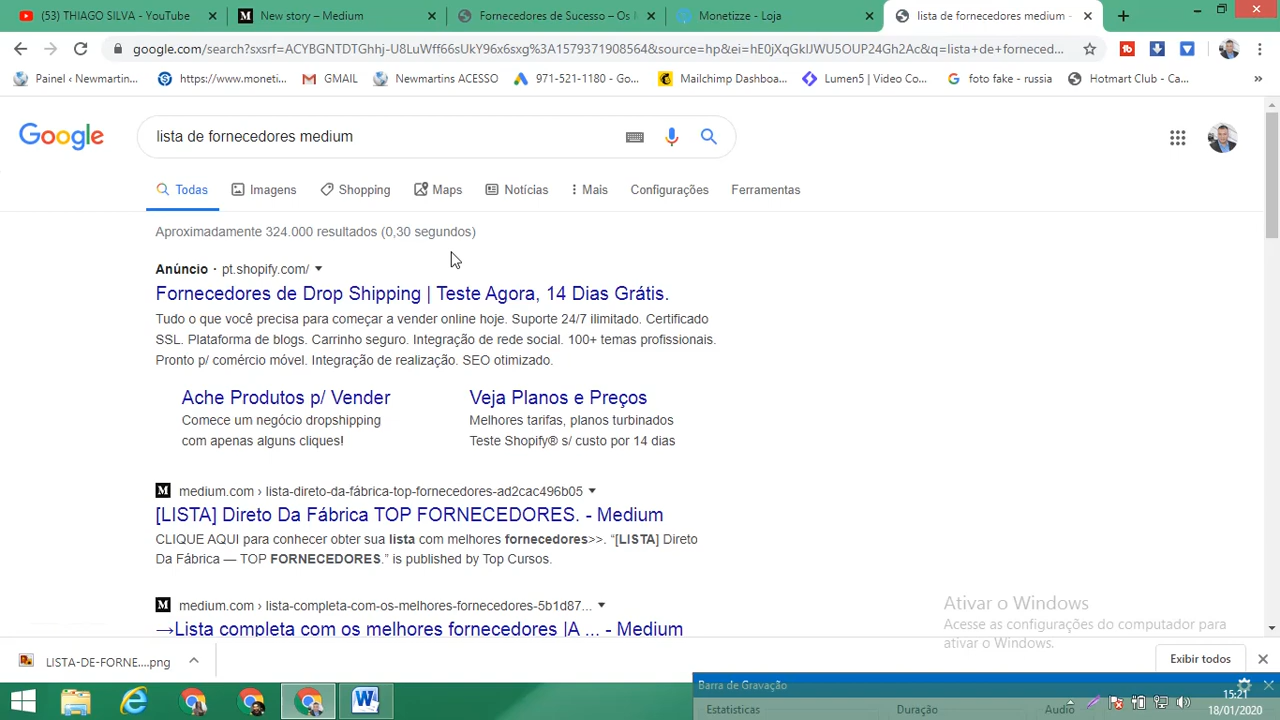 (53) THIAGO SILVA - YouTube
New story – Medium
Fornecedores de Sucesso – Os
Monetizze - Loja
lista de fornecedores medium -
google.com/search?sxsrf=ACYBGNTDTGhhj-U8LuWff66sUkY96x6sxg%3A1579371908564&source=hp&ei=hE0jXqGkIJWU5OUP24Gh2Ac&q=lista+de+forneced...
Painel ‹ Newmartin...
https://www.moneti...
GMAIL
Newmartins ACESSO
971-521-1180 - Go...
Mailchimp Dashboa...
Lumen5 | Video Co...
foto fake - russia
Hotmart Club - Ca...
»
Google
lista de fornecedores medium
Todas
Imagens
Shopping
Maps
Notícias
Mais
Configurações
Ferramentas
Aproximadamente 324.000 resultados (0,30 segundos)
Anúncio · pt.shopify.com/
Fornecedores de Drop Shipping | Teste Agora, 14 Dias Grátis.
Tudo o que você precisa para começar a vender online hoje. Suporte 24/7 ilimitado. Certificado
SSL. Plataforma de blogs. Carrinho seguro. Integração de rede social. 100+ temas profissionais.
Pronto p/ comércio móvel. Integração de realização. SEO otimizado.
Ache Produtos p/ Vender
Comece um negócio dropshipping
com apenas alguns cliques!
Veja Planos e Preços
Melhores tarifas, planos turbinados
Teste Shopify® s/ custo por 14 dias
medium.com › lista-direto-da-fábrica-top-fornecedores-ad2cac496b05
[LISTA] Direto Da Fábrica TOP FORNECEDORES. - Medium
CLIQUE AQUI para conhecer obter sua lista com melhores fornecedores>>. “[LISTA] Direto
Da Fábrica — TOP FORNECEDORES.” is published by Top Cursos.
medium.com › lista-completa-com-os-melhores-fornecedores-5b1d87...
→Lista completa com os melhores fornecedores |A ... - Medium
Ativar o Windows
Acesse as configurações do computador para
ativar o Windows.
LISTA-DE-FORNE....png
Exibir todos
Barra de Gravação
Estatisticas
Duração
Audio
15:21
18/01/2020